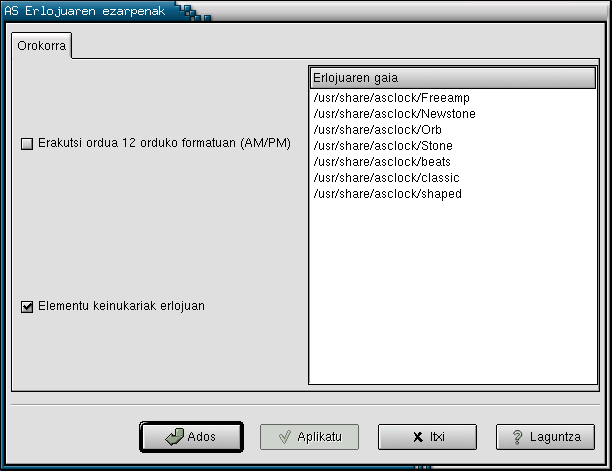 AS Erlojuaren ezarpenak
Orokorra
Erlojuaren gaia
/usr/share/asclock/Freeamp
/usr/share/asclock/Newstone
/usr/share/asclock/Orb
/usr/share/asclock/Stone
/usr/share/asclock/beats
/usr/share/asclock/classic
/usr/share/asclock/shaped
Erakutsi ordua 12 orduko formatuan (AM/PM)
Elementu keinukariak erlojuan
Ados
Aplikatu
Itxi
Laguntza